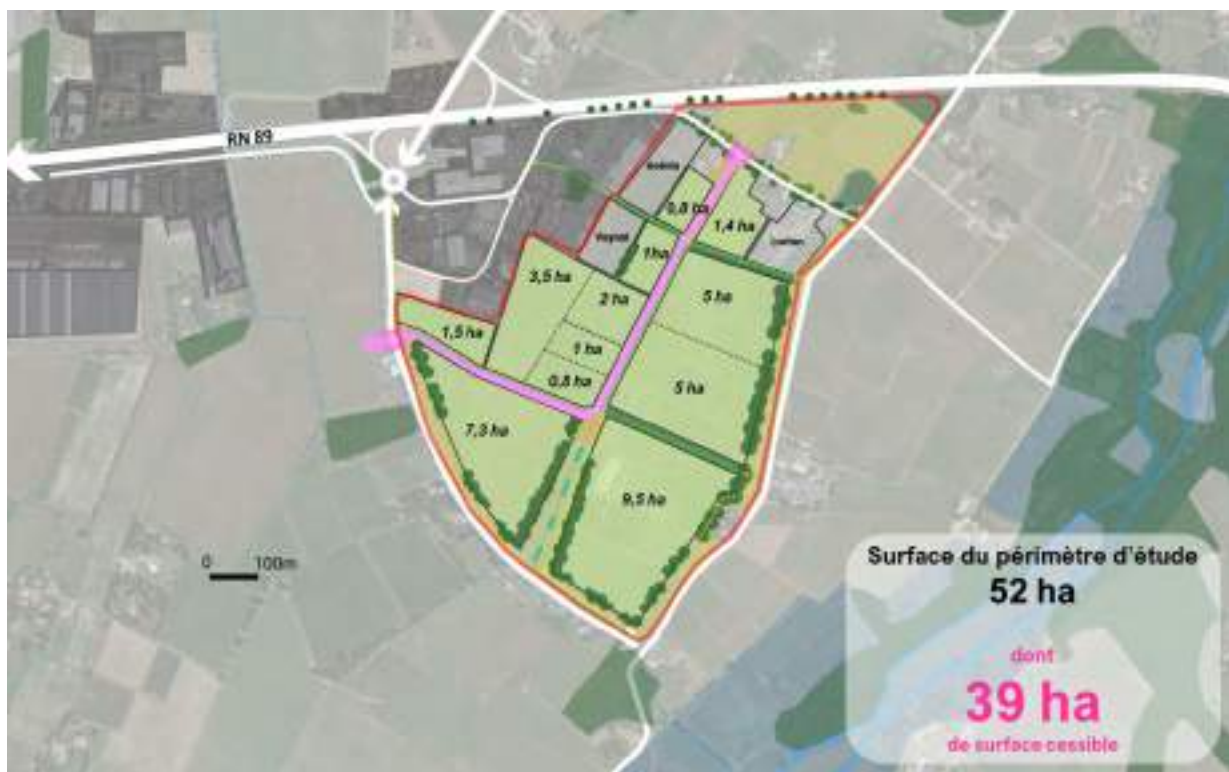 RN 89
0,8 ha
1,4 ha
1 ha
3,5 ha
2 ha
5 ha
1,5 ha
1 ha
0,8 ha
5 ha
7,3 ha
9,5 ha
0 100m
Surface du périmètre d'étude
52 ha
dont
39 ha
de surface cessible